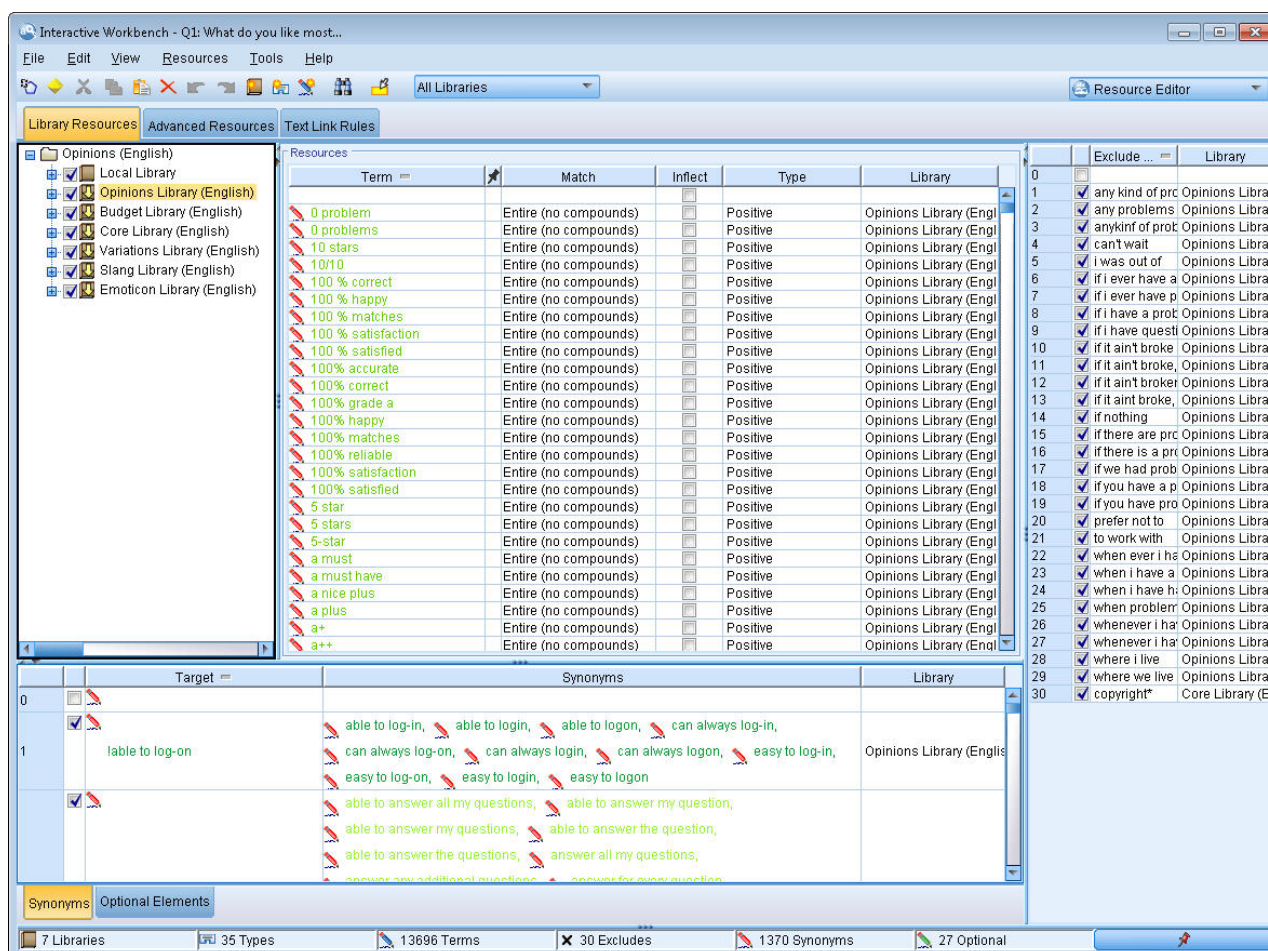 Interactive Workbench - Q1: What do you like most...
File Edit View Resources Tools Help
All Libraries
Resource Editor
Library Resources Advanced Resources Text Link Rules
Opinions (English)
Local Library
Opinions Library (English)
Budget Library (English)
Core Library (English)
Variations Library (English)
Slang Library (English)
Emoticon Library (English)
Resources
Term Match Inflect Type Library
0 problem Entire (no compounds) Positive Opinions Library (Engl
0 problems Entire (no compounds) Positive Opinions Library (Engl
10 stars Entire (no compounds) Positive Opinions Library (Engl
10/10 Entire (no compounds) Positive Opinions Library (Engl
100 % correct Entire (no compounds) Positive Opinions Library (Engl
100 % happy Entire (no compounds) Positive Opinions Library (Engl
100 % matches Entire (no compounds) Positive Opinions Library (Engl
100 % satisfaction Entire (no compounds) Positive Opinions Library (Engl
100 % satisfied Entire (no compounds) Positive Opinions Library (Engl
100% accurate Entire (no compounds) Positive Opinions Library (Engl
100% correct Entire (no compounds) Positive Opinions Library (Engl
100% grade a Entire (no compounds) Positive Opinions Library (Engl
100% happy Entire (no compounds) Positive Opinions Library (Engl
100% matches Entire (no compounds) Positive Opinions Library (Engl
100% reliable Entire (no compounds) Positive Opinions Library (Engl
100% satisfaction Entire (no compounds) Positive Opinions Library (Engl
100% satisfied Entire (no compounds) Positive Opinions Library (Engl
5 star Entire (no compounds) Positive Opinions Library (Engl
5 stars Entire (no compounds) Positive Opinions Library (Engl
5-star Entire (no compounds) Positive Opinions Library (Engl
a must Entire (no compounds) Positive Opinions Library (Engl
a must have Entire (no compounds) Positive Opinions Library (Engl
a nice plus Entire (no compounds) Positive Opinions Library (Engl
a plus Entire (no compounds) Positive Opinions Library (Engl
a+ Entire (no compounds) Positive Opinions Library (Engl
a++ Entire (no compounds) Positive Opinions Library (Engl
Exclude ... Library
0
1 any kind of prc Opinions Libra
2 any problems Opinions Libra
3 anykinf of prob Opinions Libra
4 can't wait Opinions Libra
5 i was out of Opinions Libra
6 if i ever have a Opinions Libra
7 if i ever have p Opinions Libra
8 if i have a prob Opinions Libra
9 if i have questi Opinions Libra
10 if it ain't broke Opinions Libra
11 if it ain't broke, Opinions Libra
12 if it ain't broker Opinions Libra
13 if it aint broke, Opinions Libra
14 if nothing Opinions Libra
15 if there are prc Opinions Libra
16 if there is a prc Opinions Libra
17 if we had prob Opinions Libra
18 if you have a p Opinions Libra
19 if you have pro Opinions Libra
20 prefer not to Opinions Libra
21 to work with Opinions Libra
22 when ever i ha Opinions Libra
23 when i have a Opinions Libra
24 when i have ha Opinions Libra
25 when problem Opinions Libra
26 whenever i hav Opinions Libra
27 whenever i ha Opinions Libra
28 where i live Opinions Libra
29 where we live Opinions Libra
30 copyright* Core Library (E
Target Synonyms Library
0
able to log-in, able to login, able to logon, can always log-in,
1 !able to log-on can always log-on, can always login, can always logon, easy to log-in, Opinions Library (Englis
easy to log-on, easy to login, easy to logon
able to answer all my questions, able to answer my question,
able to answer my questions, able to answer the question,
able to answer the questions, answer all my questions,
answer any additional questions, answer for every question
Synonyms Optional Elements
7 Libraries 35 Types 13696 Terms 30 Excludes 1370 Synonyms 27 Optional